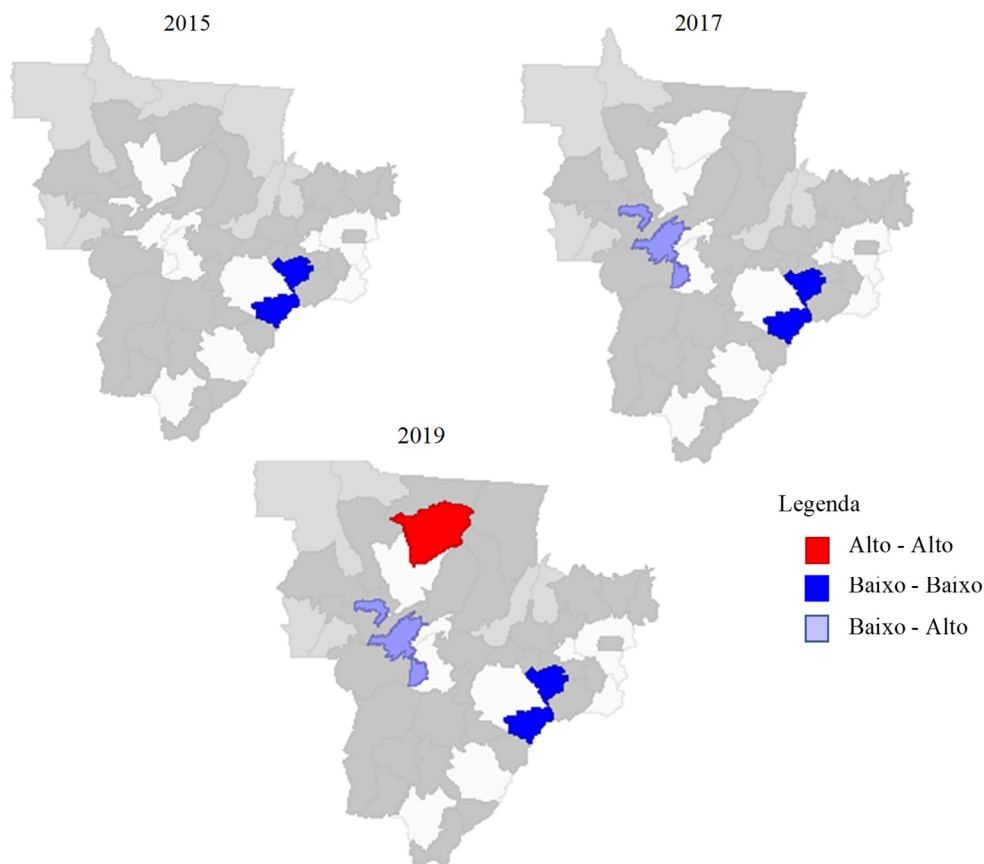 2015
2017
2019
Legenda
Alto - Alto
Baixo - Baixo
Baixo - Alto